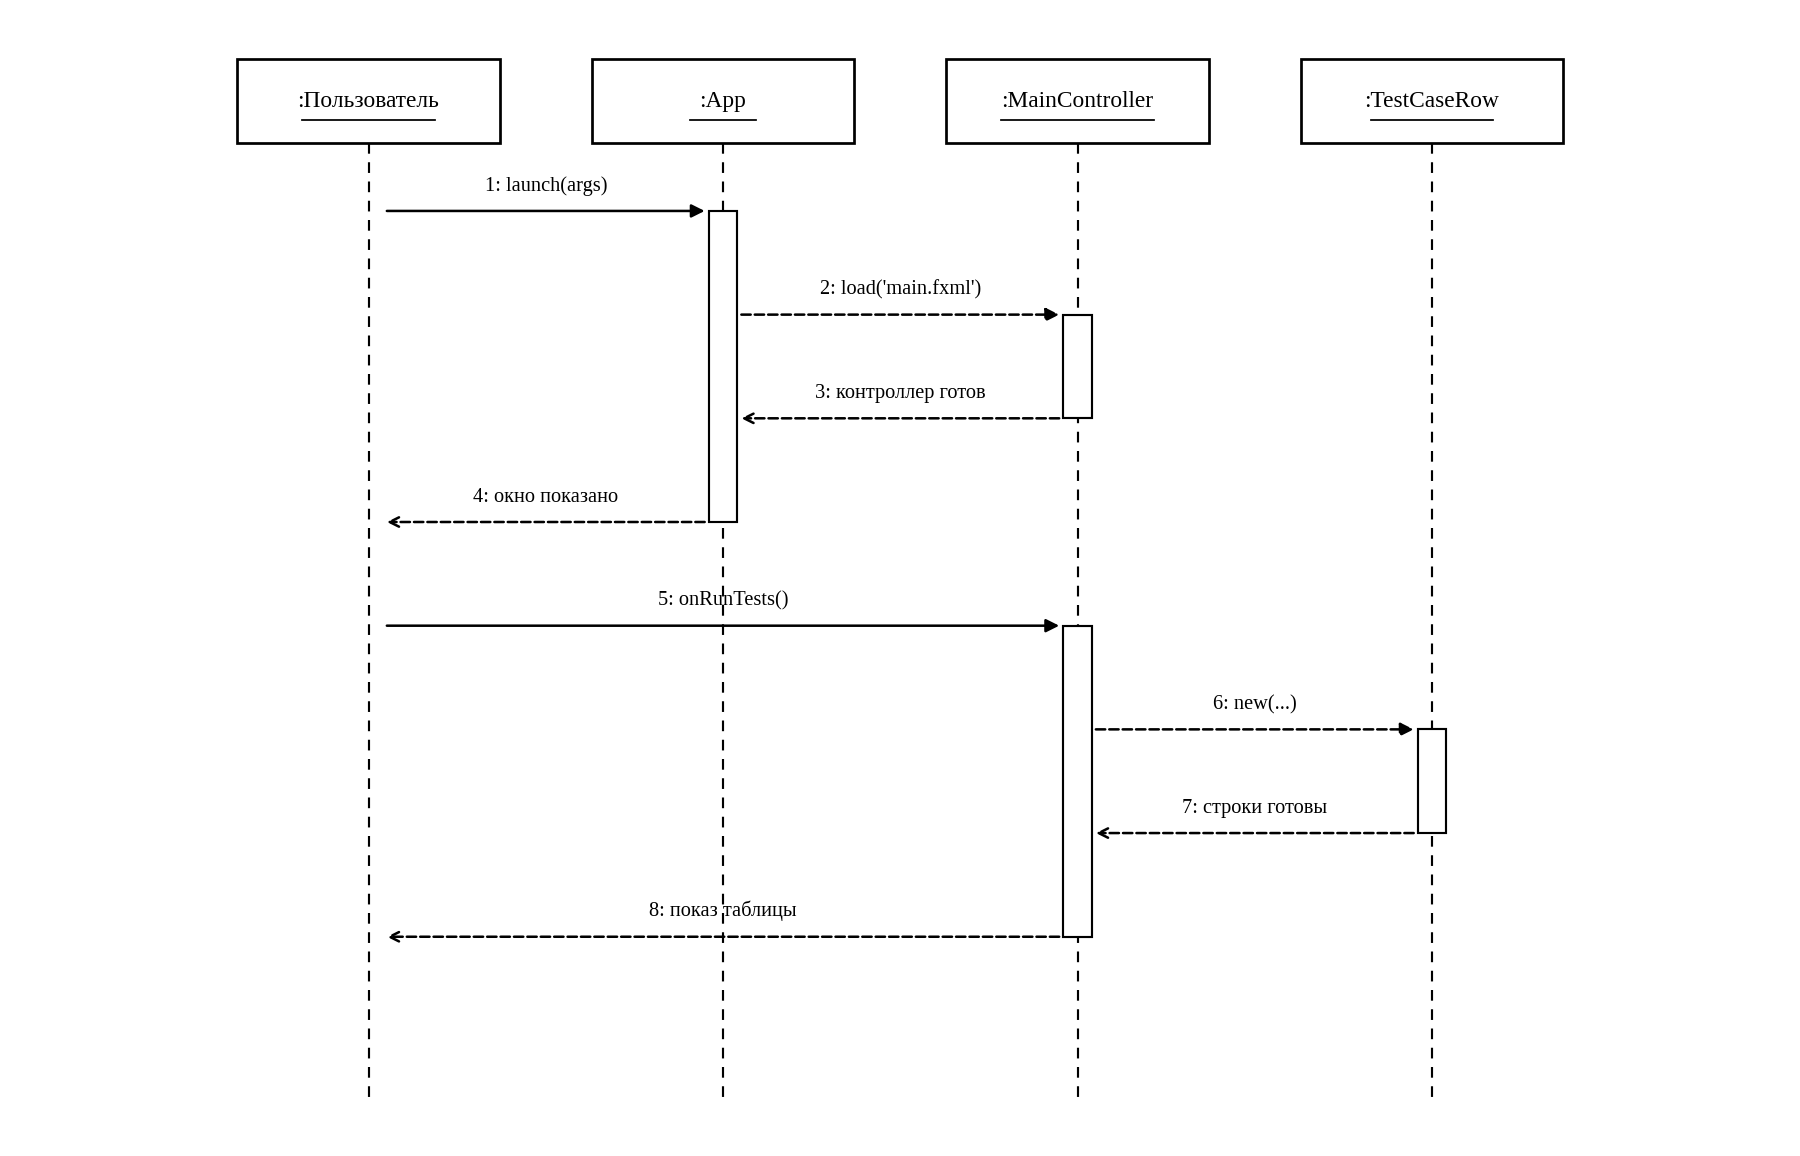 :Пользователь
:App
:MainController
:TestCaseRow
1: launch(args)
2: load('main.fxml')
3: контроллер готов
4: окно показано
5: onRunTests()
6: new(...)
7: строки готовы
8: показ таблицы